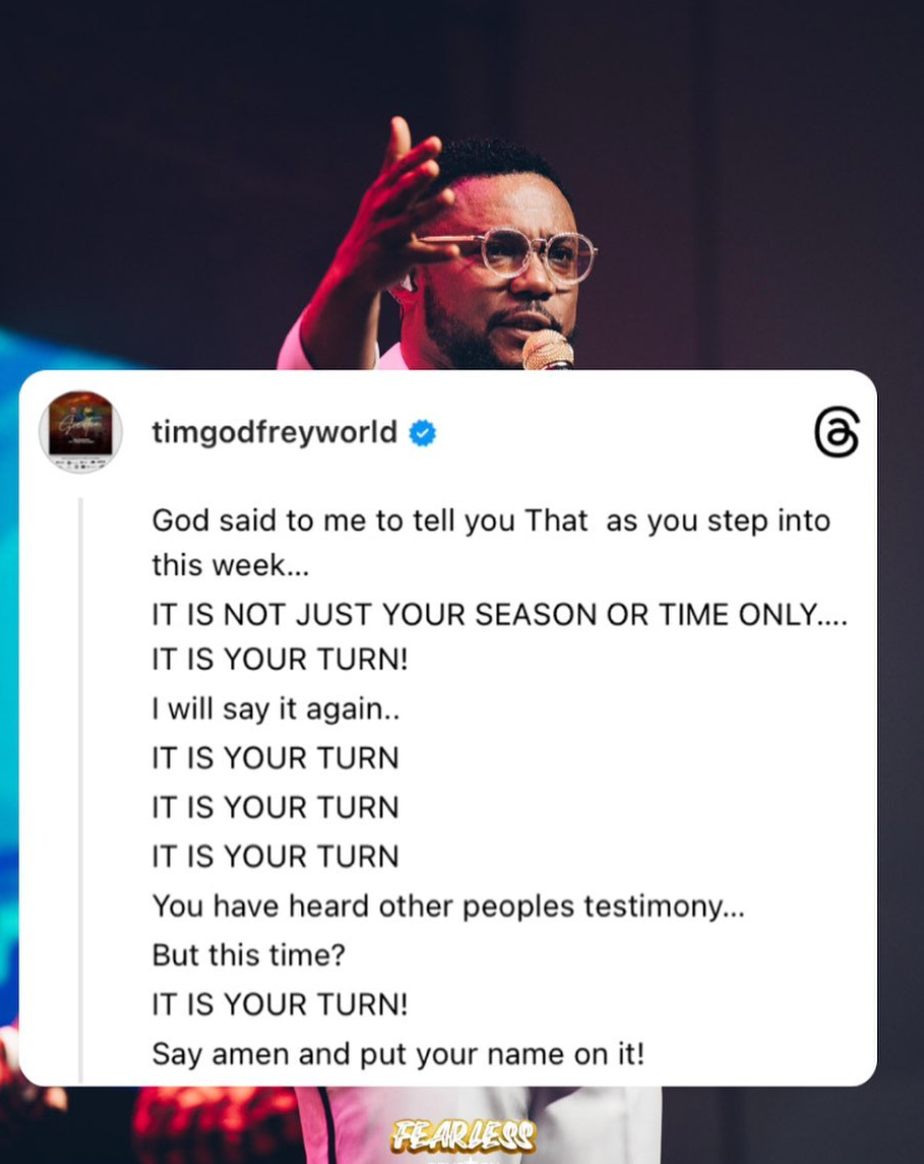 timgodfreyworld
God said to me to tell you That  as you step into
this week...
IT IS NOT JUST YOUR SEASON OR TIME ONLY....
IT IS YOUR TURN!
I will say it again..
IT IS YOUR TURN
IT IS YOUR TURN
IT IS YOUR TURN
You have heard other peoples testimony...
But this time?
IT IS YOUR TURN!
Say amen and put your name on it!
FEARLESS